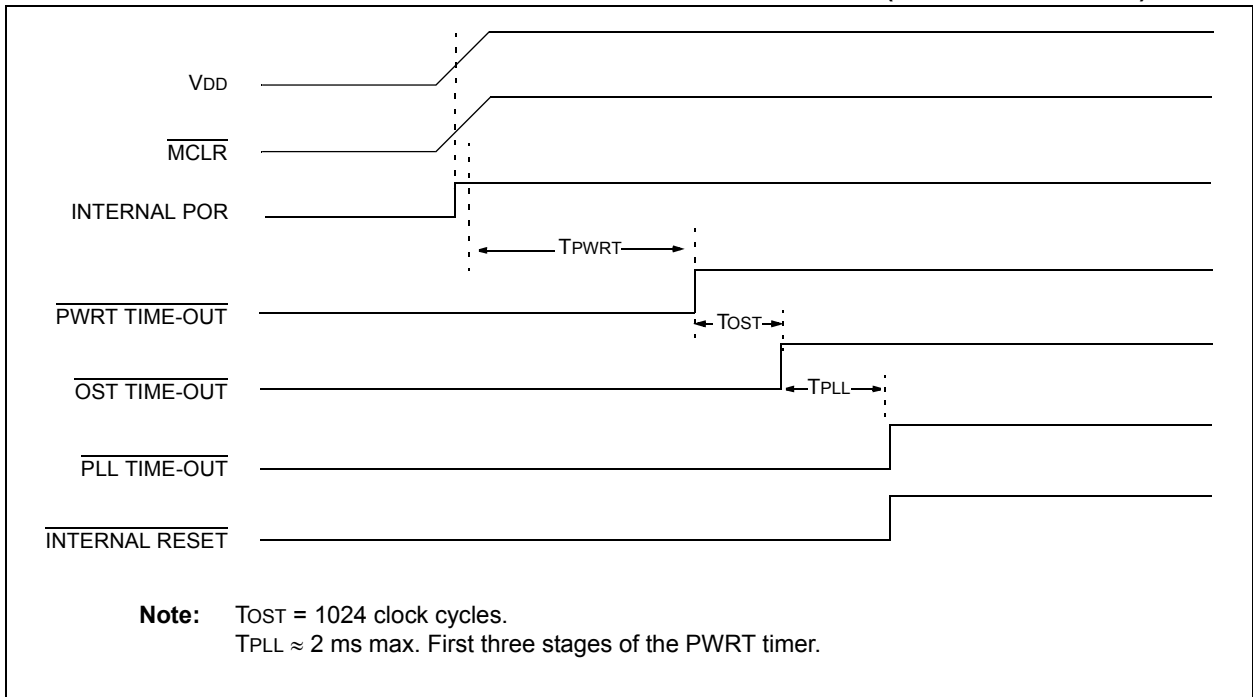 VDD
MCLR
INTERNAL POR
TPWRT
PWRT TIME-OUT
TOST
OST TIME-OUT
TPLL
PLL TIME-OUT
INTERNAL RESET
Note: TOST = 1024 clock cycles.
TPLL ≈ 2 ms max. First three stages of the PWRT timer.